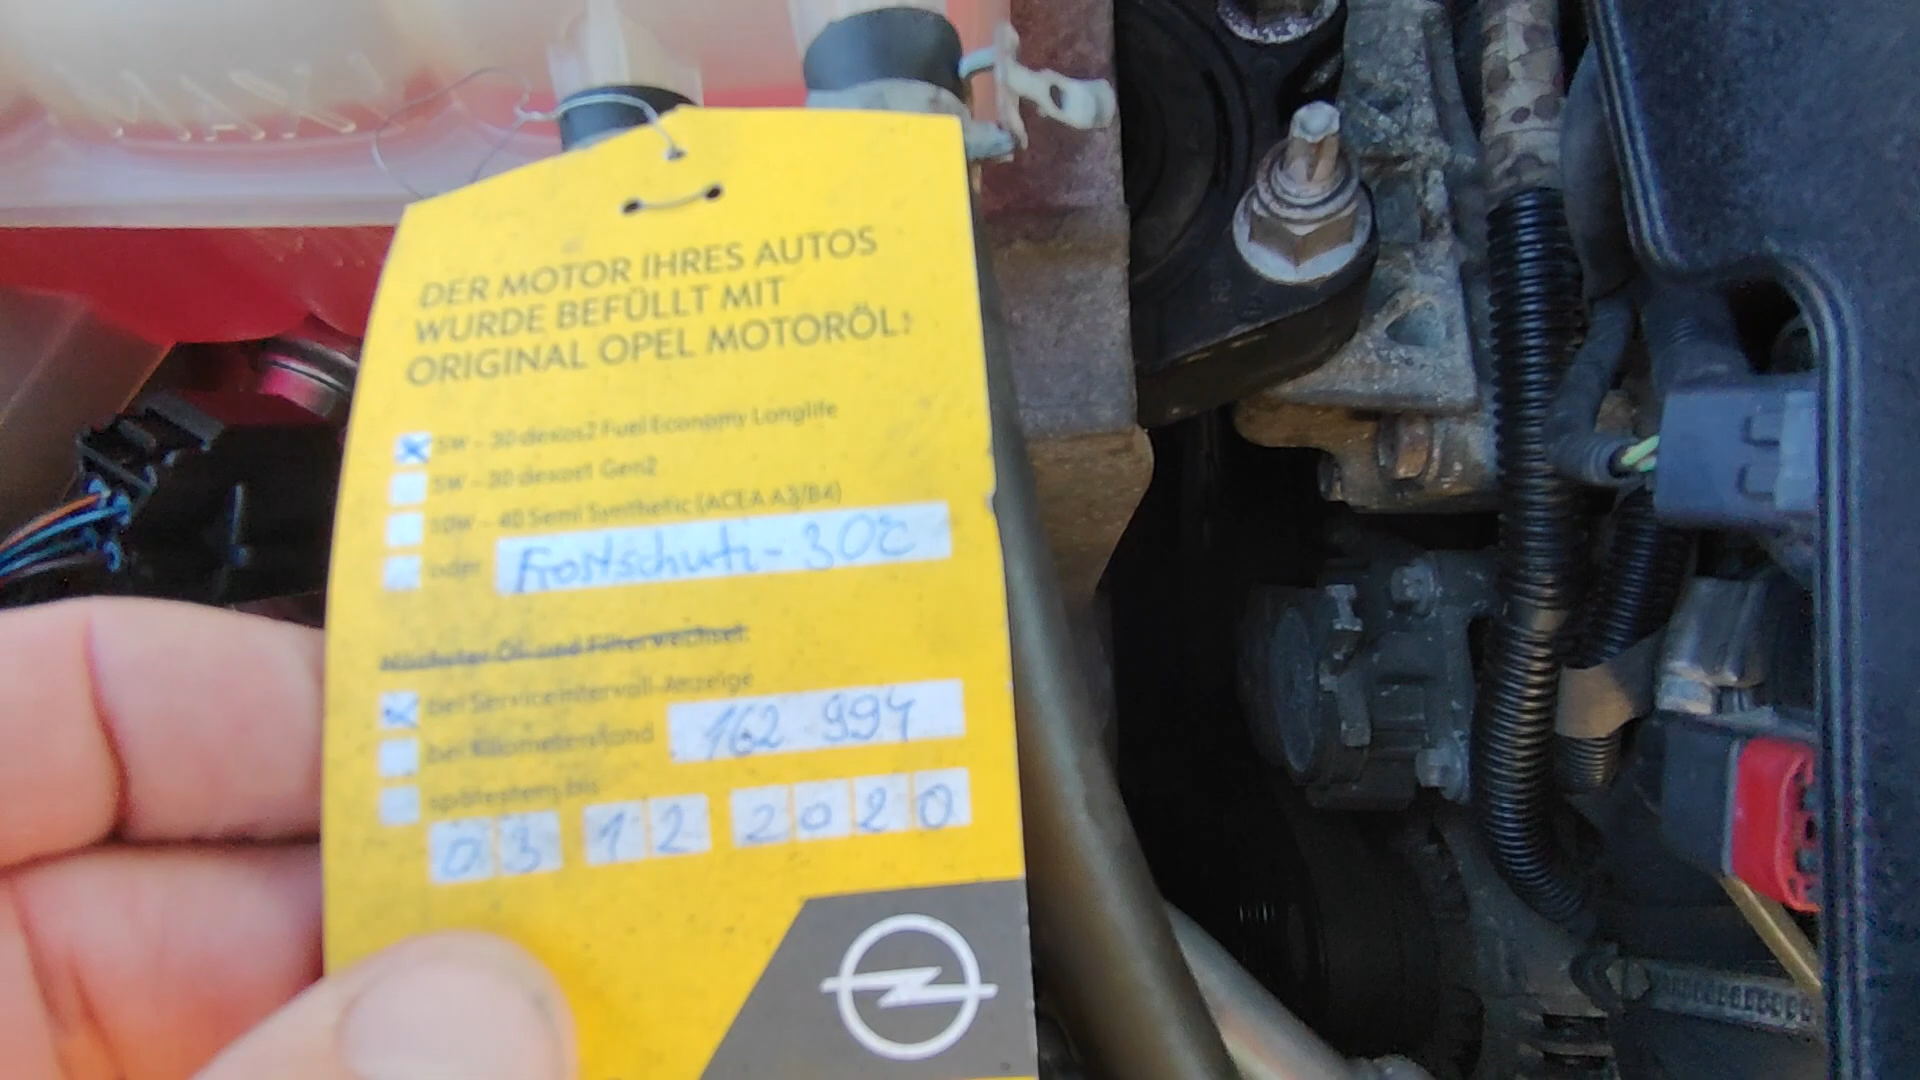 MAX
DER MOTOR IHRES AUTOS
WURDE BEFÜLLT MIT
ORIGINAL OPEL MOTORÖL:
5W - 30 dexos2 Fuel Economy Longlife
5W - 30 dexos1 Gen2
10W - 40 Semi Synthetic (ACEA A3/B4)
oder Frostschutz - 30°C
Nächster Öl- und Filterwechsel:
bei Serviceintervall-Anzeige
bei Kilometerstand 162 994
spätestens bis
03 12 2020